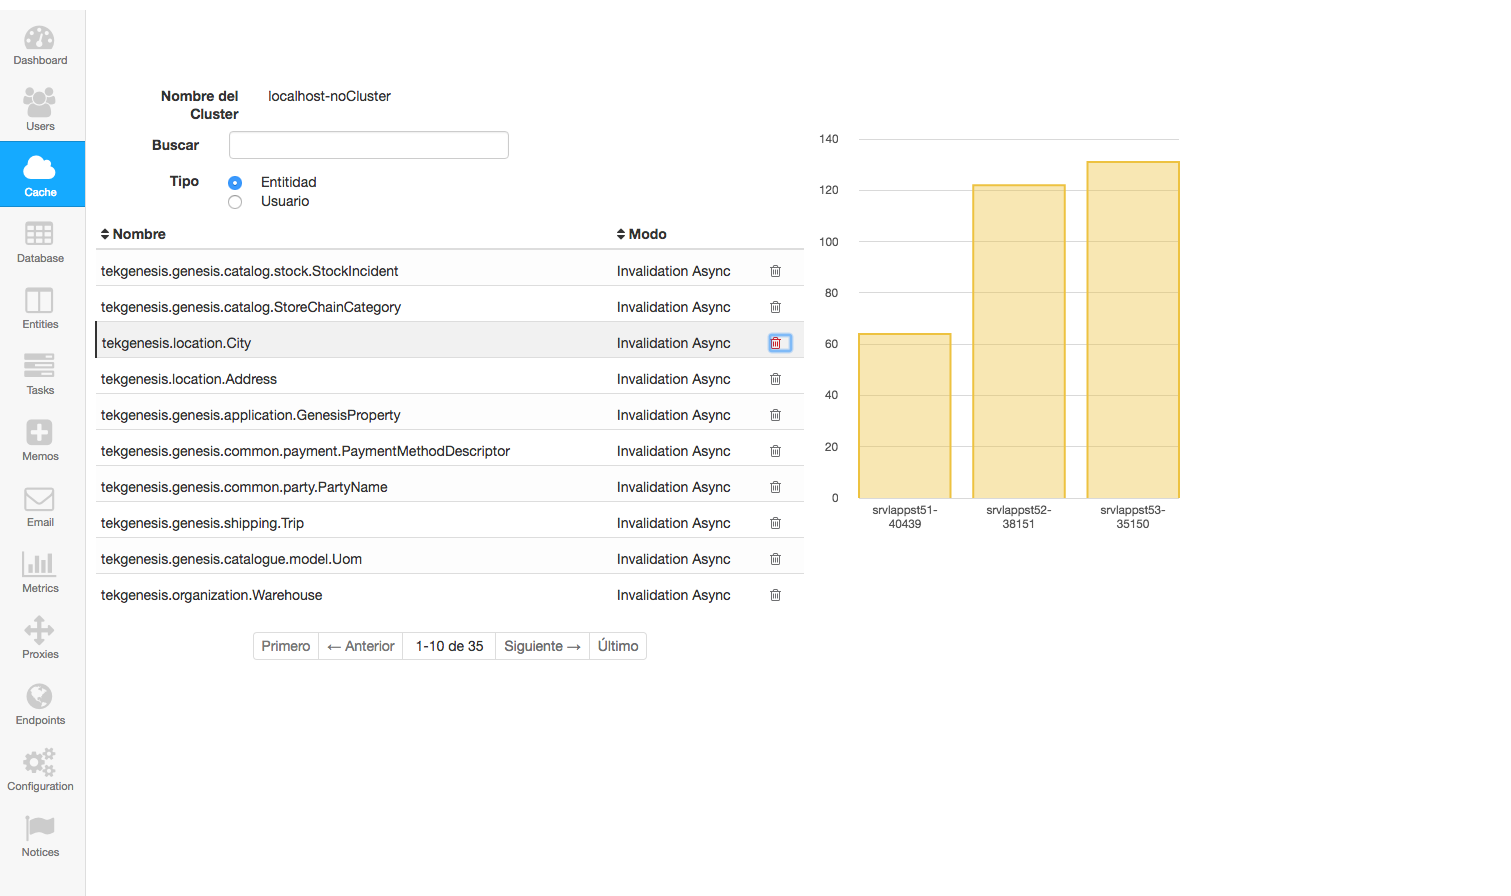 Dashboard
Users
Cache
Database
Entities
Tasks
Memos
Email
Metrics
Proxies
Endpoints
Configuration
Notices
Nombre del
Cluster
localhost-noCluster
Buscar
Tipo
Entitidad
Usuario
Nombre Modo
tekgenesis.genesis.catalog.stock.StockIncident Invalidation Async
tekgenesis.genesis.catalog.StoreChainCategory Invalidation Async
tekgenesis.location.City Invalidation Async
tekgenesis.location.Address Invalidation Async
tekgenesis.genesis.application.GenesisProperty Invalidation Async
tekgenesis.genesis.common.payment.PaymentMethodDescriptor Invalidation Async
tekgenesis.genesis.common.party.PartyName Invalidation Async
tekgenesis.genesis.shipping.Trip Invalidation Async
tekgenesis.genesis.catalogue.model.Uom Invalidation Async
tekgenesis.organization.Warehouse Invalidation Async
Primero ← Anterior 1-10 de 35 Siguiente → Último
140
120
100
80
60
40
20
0
srvlappst51-
40439
srvlappst52-
38151
srvlappst53-
35150